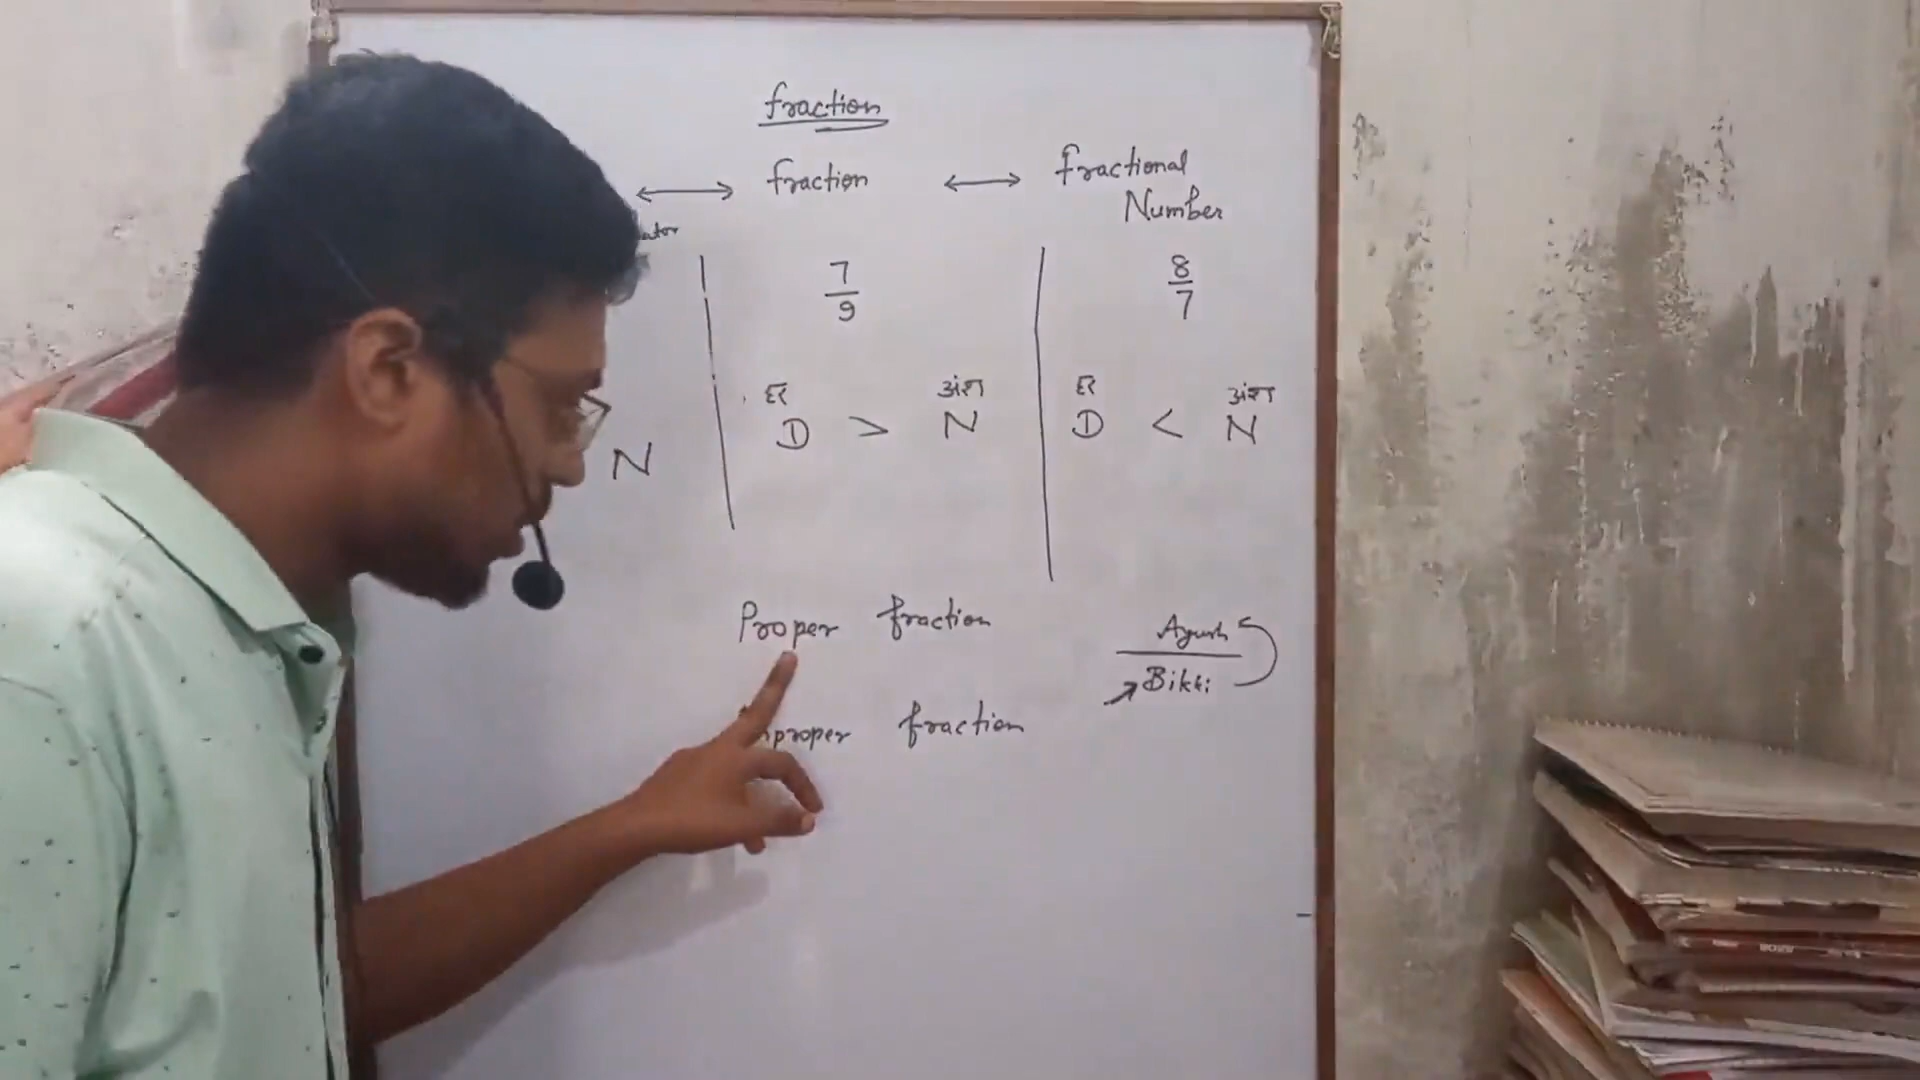 fraction
fraction ⟷ fractional
Number
7/9
8/7
हर अंश
D > N
हर अंश
D < N
N
Proper fraction
Ayush
Bikki
fraction